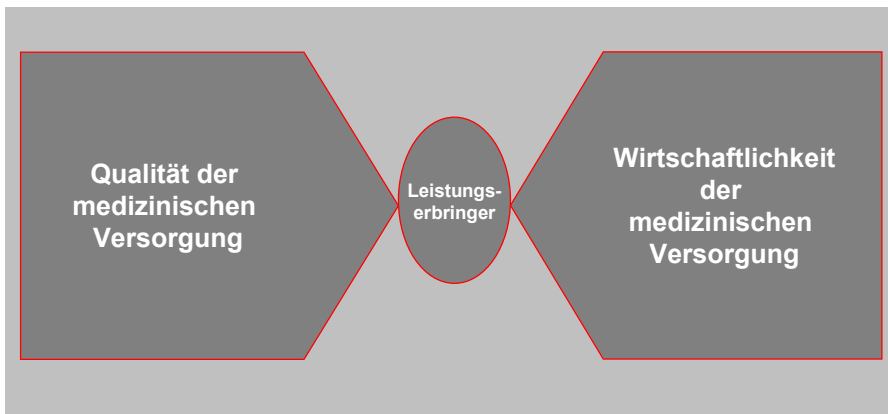 Qualität der
medizinischen
Versorgung
Leistungs-
erbringer
Wirtschaftlichkeit
der
medizinischen
Versorgung